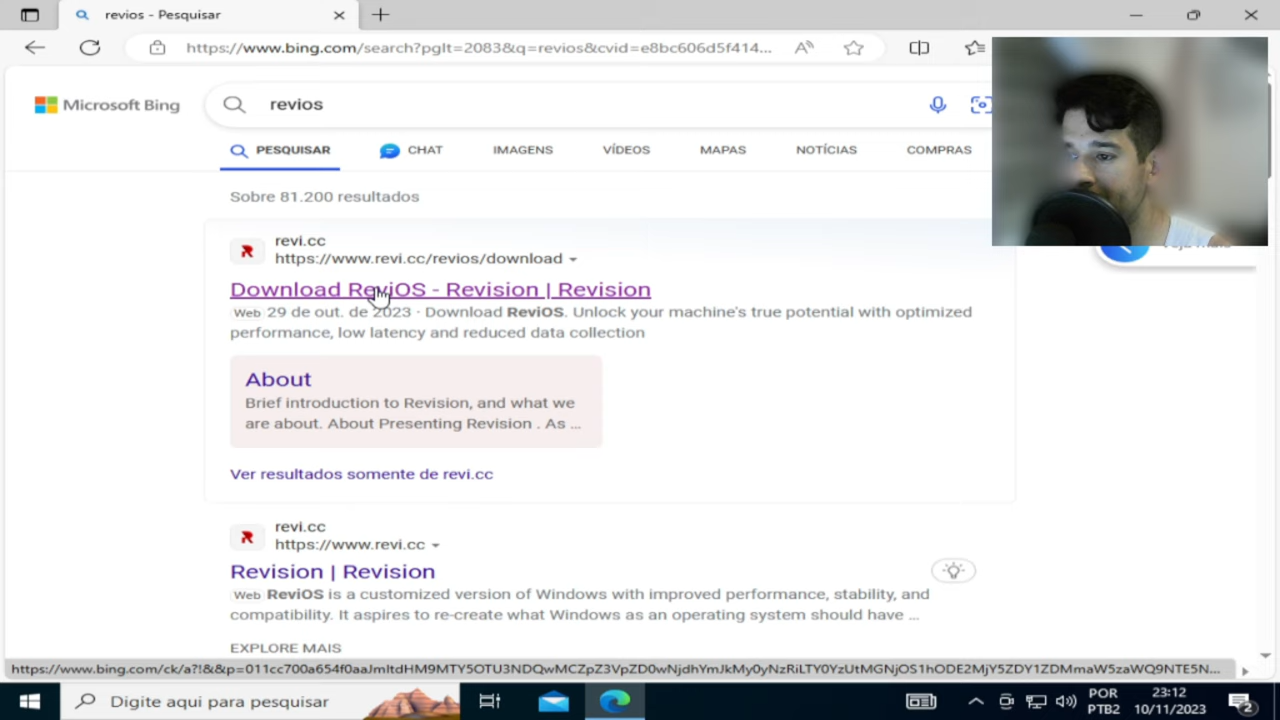 revios - Pesquisar
https://www.bing.com/search?pglt=2083&q=revios&cvid=e8bc606d5f414...
Microsoft Bing
revios
PESQUISAR
CHAT
IMAGENS
VÍDEOS
MAPAS
NOTÍCIAS
COMPRAS
Sobre 81.200 resultados
revi.cc
https://www.revi.cc/revios/download
Download ReviOS - Revision | Revision
Web 29 de out. de 2023 · Download ReviOS. Unlock your machine's true potential with optimized
performance, low latency and reduced data collection
About
Brief introduction to Revision, and what we
are about. About Presenting Revision . As ...
Ver resultados somente de revi.cc
revi.cc
https://www.revi.cc
Revision | Revision
Web ReviOS is a customized version of Windows with improved performance, stability, and
compatibility. It aspires to re-create what Windows as an operating system should have ...
EXPLORE MAIS
Digite aqui para pesquisar
POR
PTB2
23:12
10/11/2023
2